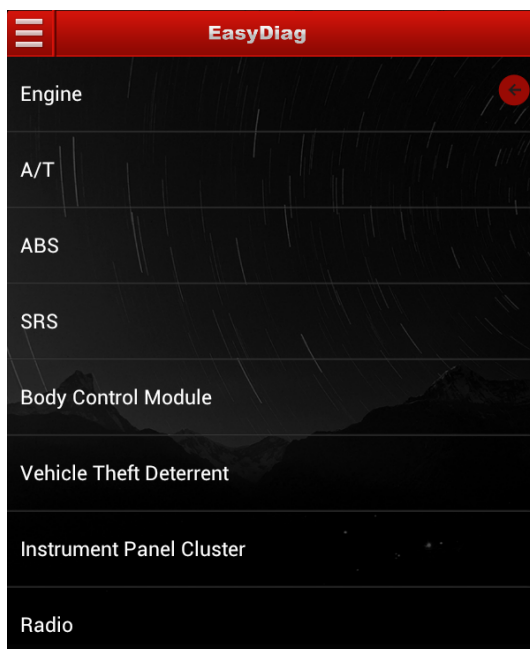 EasyDiag
Engine
A/T
ABS
SRS
Body Control Module
Vehicle Theft Deterrent
Instrument Panel Cluster
Radio